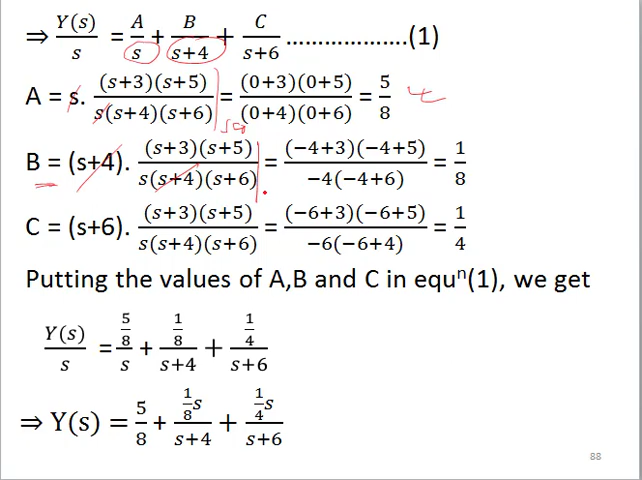 ⇒ Y(s)/s = A/s + B/(s+4) + C/(s+6) ……………….(1)
A = s. (s+3)(s+5)/s(s+4)(s+6) = (0+3)(0+5)/(0+4)(0+6) = 5/8
B = (s+4). (s+3)(s+5)/s(s+4)(s+6) = (−4+3)(−4+5)/−4(−4+6) = 1/8
C = (s+6). (s+3)(s+5)/s(s+4)(s+6) = (−6+3)(−6+5)/−6(−6+4) = 1/4
Putting the values of A,B and C in equⁿ(1), we get
Y(s)/s = (5/8)/s + (1/8)/(s+4) + (1/4)/(s+6)
⇒ Y(s) = 5/8 + (1/8)s/(s+4) + (1/4)s/(s+6)
88